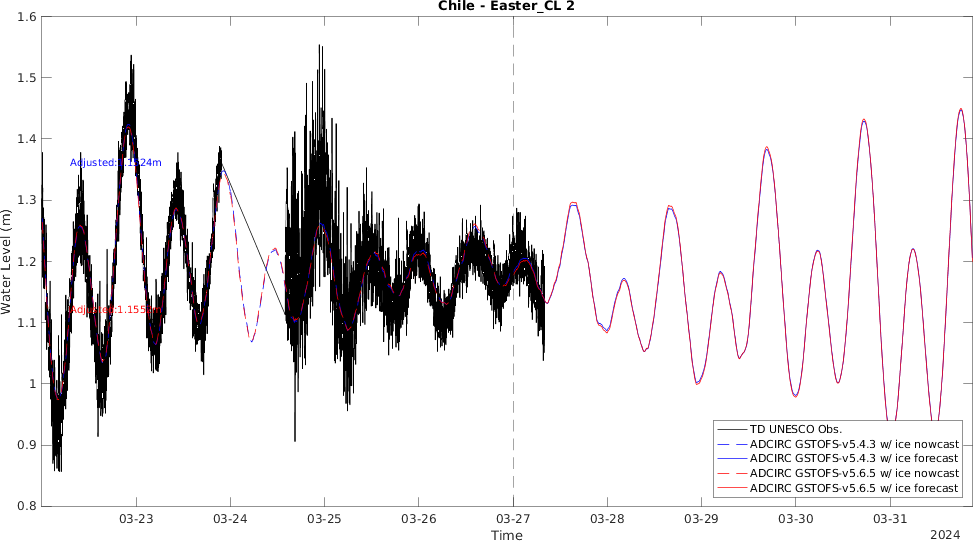 Chile - Easter_CL 2
Water Level (m)
1.6
1.5
1.4
1.3
1.2
1.1
1
0.9
0.8
Adjusted:
Adjusted:1.155
TD UNESCO Obs.
ADCIRC GSTOFS-v5.4.3 w/ ice nowcast
ADCIRC GSTOFS-v5.4.3 w/ ice forecast
ADCIRC GSTOFS-v5.6.5 w/ ice nowcast
ADCIRC GSTOFS-v5.6.5 w/ ice forecast
03-23 03-24 03-25 03-26 03-27 03-28 03-29 03-30 03-31
Time
2024